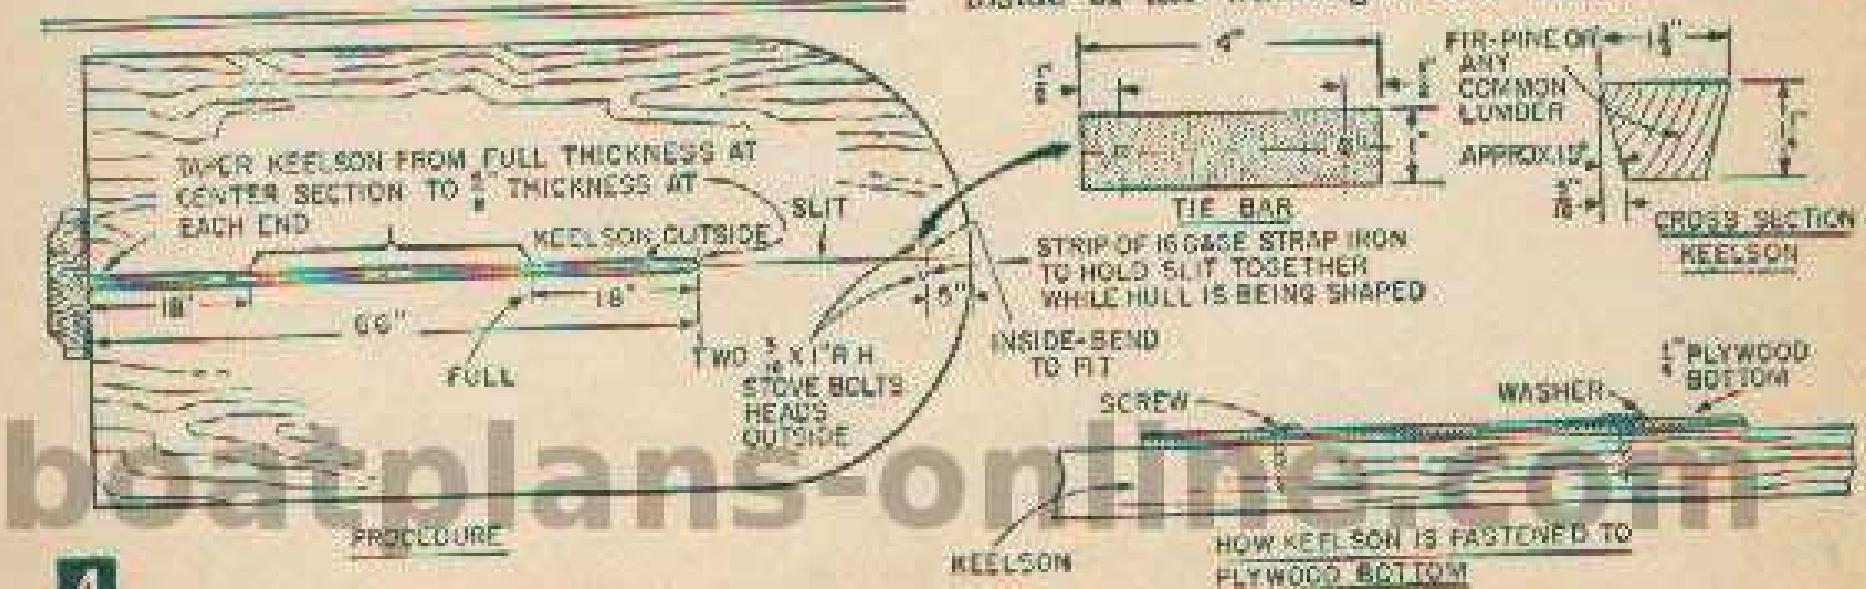 4"
FIR-PINE OR
ANY
COMMON
LUMBER
APPROX.15°
TIE BAR
CROSS SECTION
KEELSON
TAPER KEELSON FROM FULL THICKNESS AT
CENTER SECTION TO THICKNESS AT
EACH END
KEELSON OUTSIDE
SLIT
18"
18"
66"
FULL
5"
STRIP OF 16 GAGE STRAP IRON
TO HOLD SLIT TOGETHER
WHILE HULL IS BEING SHAPED
INSIDE-BEND
TO FIT
TWO X 1" R H
STOVE BOLTS
HEADS
OUTSIDE
SCREW
WASHER
1/4" PLYWOOD
BOTTOM
boatplans-online.com
PROCEDURE
KEELSON
HOW KEELSON IS FASTENED TO
PLYWOOD BOTTOM
4